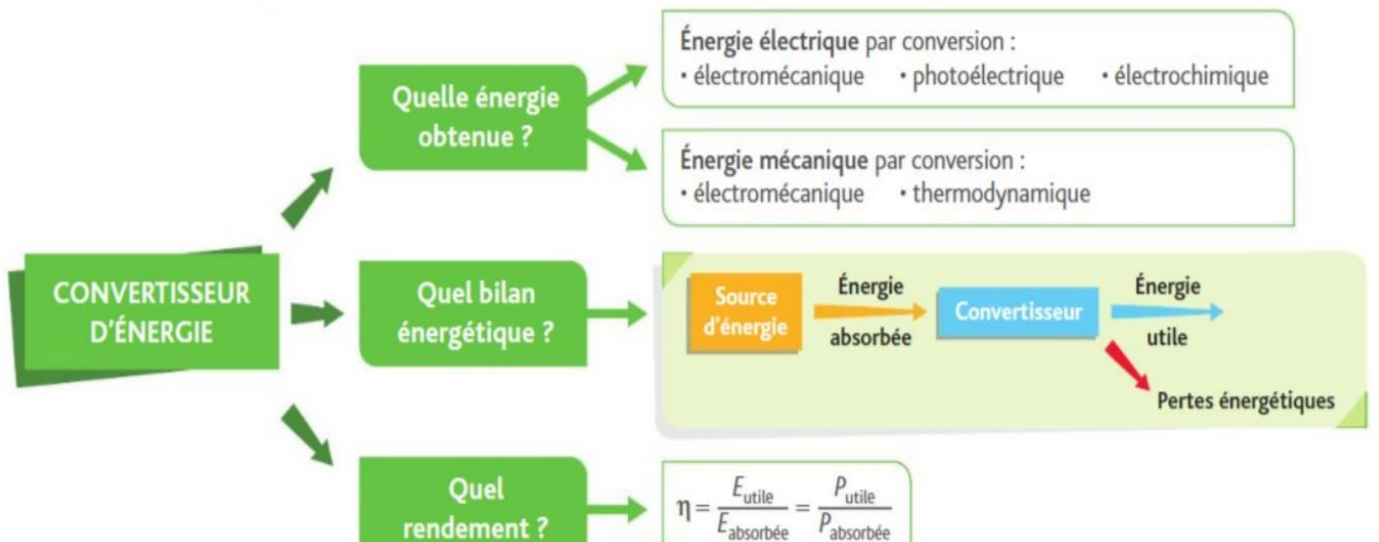 CONVERTISSEUR
D'ÉNERGIE
Quelle énergie
obtenue ?
Énergie électrique par conversion :
• électromécanique • photoélectrique • électrochimique
Énergie mécanique par conversion :
• électromécanique • thermodynamique
Quel bilan
énergétique ?
Source
d'énergie
Énergie
absorbée
Convertisseur
Énergie
utile
Pertes énergétiques
Quel
rendement ?
η = E_utile / E_absorbée = P_utile / P_absorbée